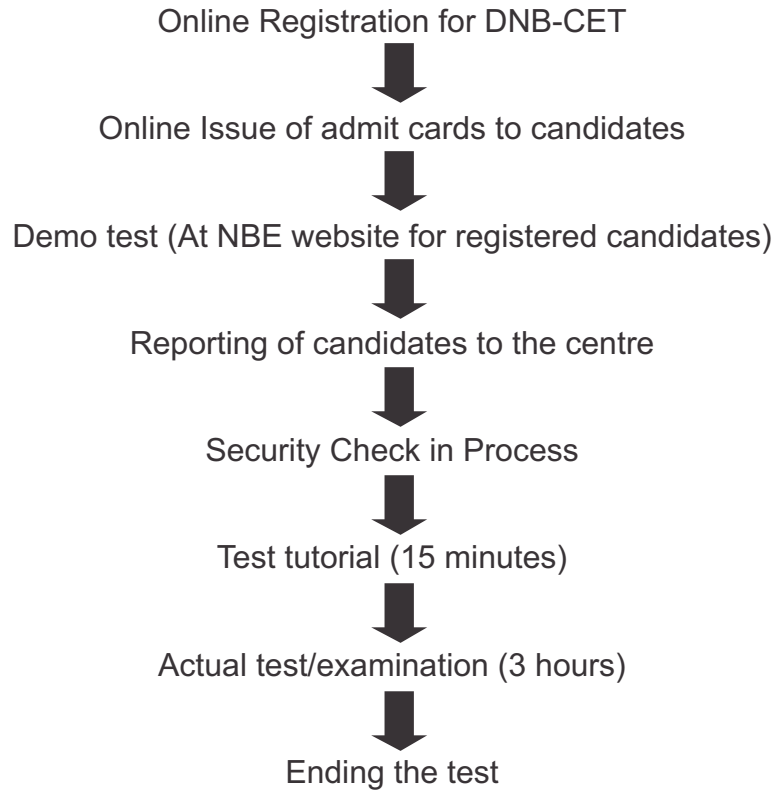 Online Registration for DNB-CET
Online Issue of admit cards to candidates
Demo test (At NBE website for registered candidates)
Reporting of candidates to the centre
Security Check in Process
Test tutorial (15 minutes)
Actual test/examination (3 hours)
Ending the test